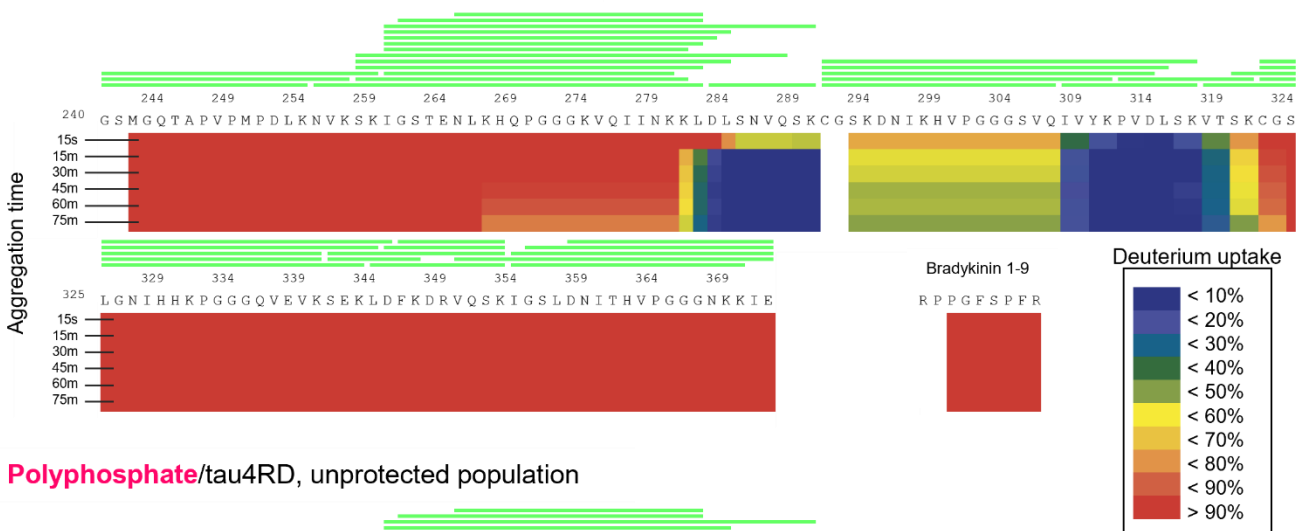 244 249 254 259 264 269 274 279 284 289 294 299 304 309 314 319 324
240 G S M G Q T A P V P M P D L K N V K S K I G S T E N L K H Q P G G G K V Q I I N K K L D L S N V Q S K C G S K D N I K H V P G G G S V Q I V Y K P V D L S K V T S K C G S
15s
15m
30m
45m
60m
75m
Aggregation time
329 334 339 344 349 354 359 364 369
325 L G N I H H K P G G G Q V E V K S E K L D F K D R V Q S K I G S L D N I T H V P G G G N K K I E
15s
15m
30m
45m
60m
75m
Bradykinin 1-9
R P P G F S P F R
Deuterium uptake
< 10%
< 20%
< 30%
< 40%
< 50%
< 60%
< 70%
< 80%
< 90%
> 90%
Polyphosphate/tau4RD, unprotected population